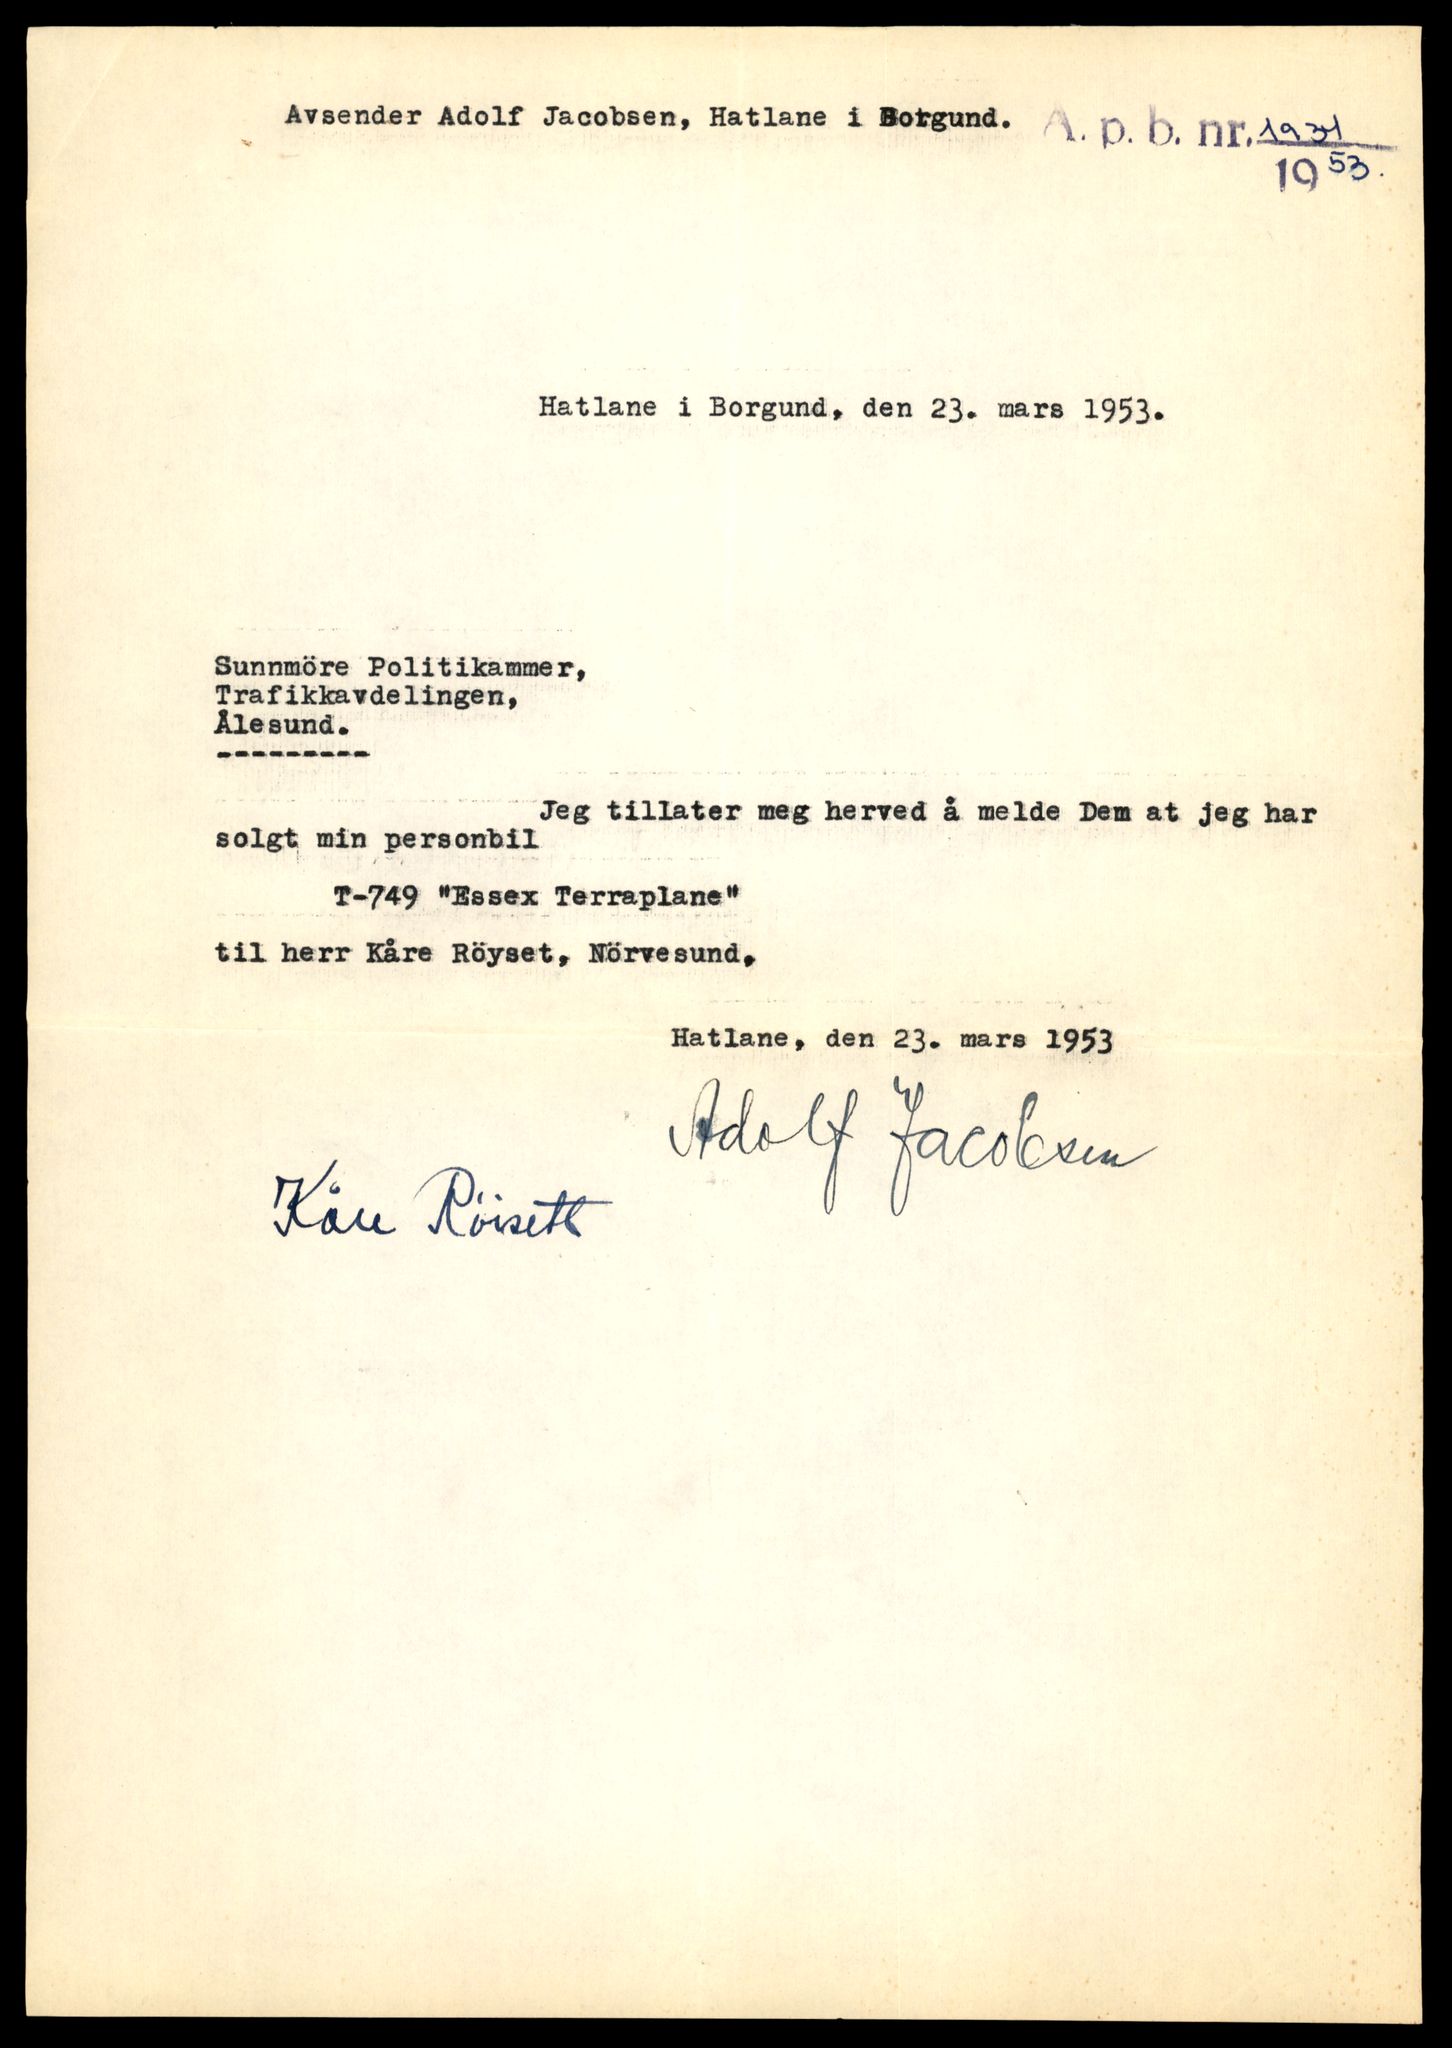 Avsender Adolf Jacobsen, Hatlane i Borgund.
A. p. b. nr. 1931
1953.
Hatlane i Borgund, den 23. mars 1953.
Sunnmöre Politikammer,
Trafikkavdelingen,
Ålesund.
---------
Jeg tillater meg herved å melde Dem at jeg har
solgt min personbil
T-749 "Essex Terraplane"
til herr Kåre Röyset, Nörvesund.
Hatlane, den 23. mars 1953
Adolf Jacobsen
Kåre Röisett